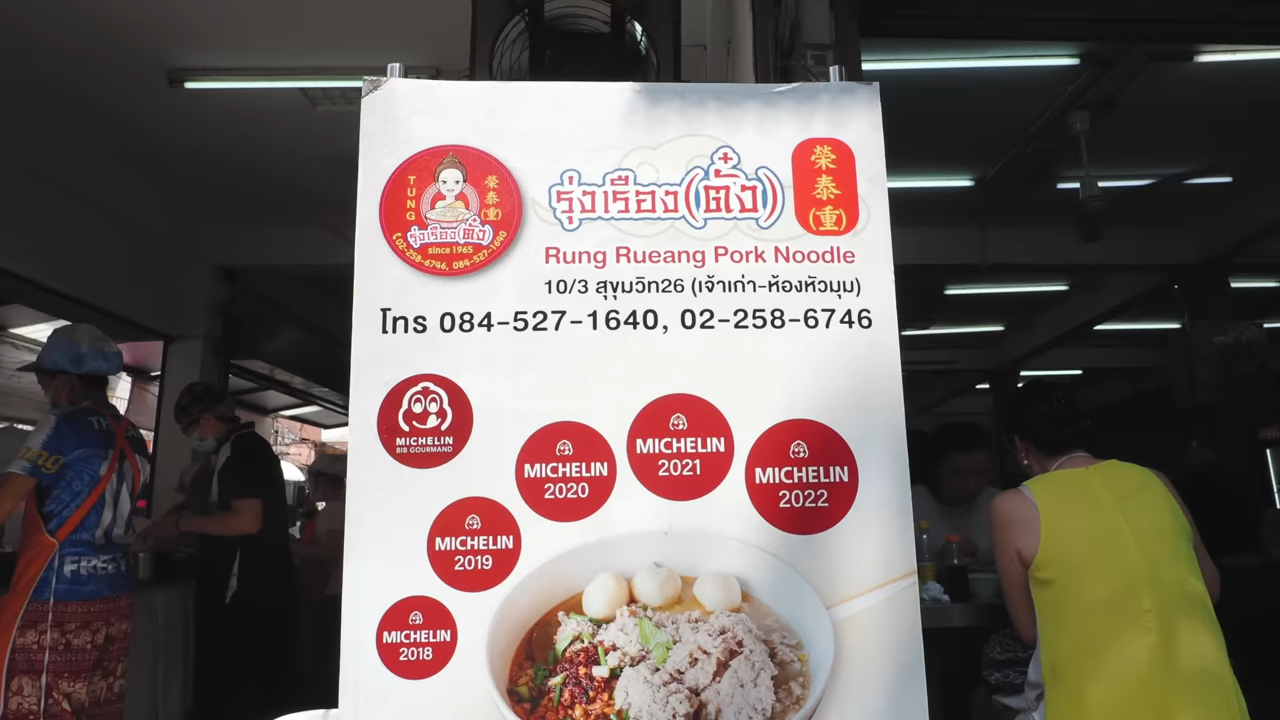 TUNG
榮泰(重)
รุ่งเรือง(ตั๋ง)
since 1965
02-258-6746, 084-527-1640
รุ่งเรือง(ตั๋ง)
榮泰(重)
Rung Rueang Pork Noodle
10/3 สุขุมวิท26 (เจ้าเก่า-ห้องหัวมุม)
โทร 084-527-1640, 02-258-6746
MICHELIN
BIB GOURMAND
MICHELIN
2018
MICHELIN
2019
MICHELIN
2020
MICHELIN
2021
MICHELIN
2022